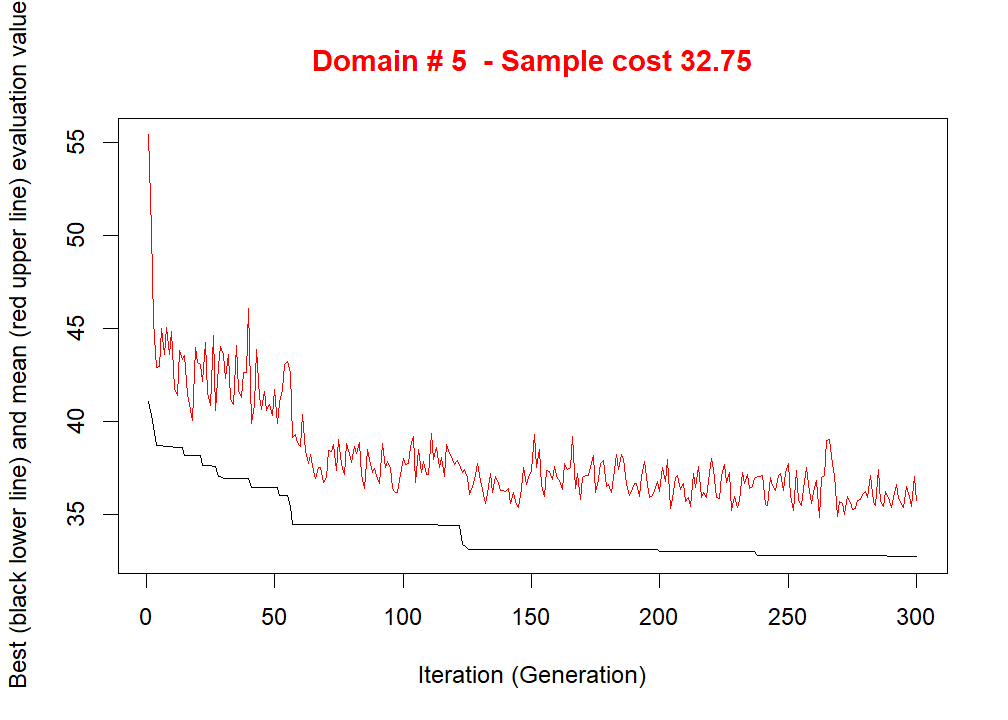 Domain # 5  - Sample cost 32.75
Best (black lower line) and mean (red upper line) evaluation value
55
50
45
40
35
0 50 100 150 200 250 300
Iteration (Generation)